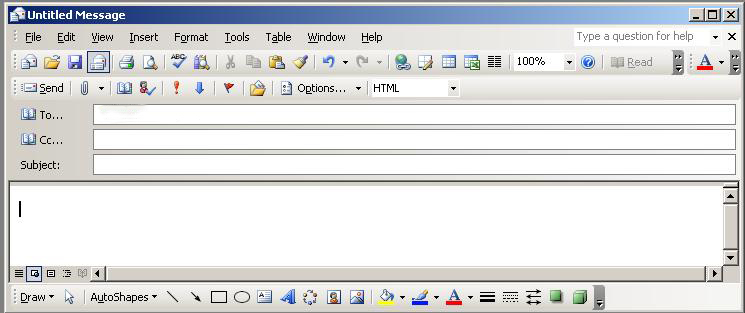 Untitled Message
File Edit View Insert Format Tools Table Window Help Type a question for help
ABC 100% Read A
Send Options... HTML
To...
Cc...
Subject:
Draw AutoShapes A A